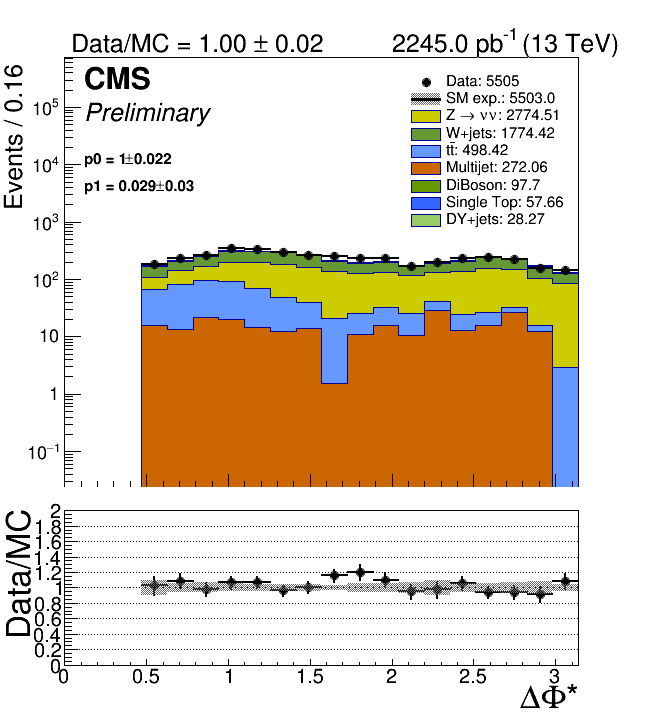 Data/MC = 1.00 ± 0.02 2245.0 pb⁻¹ (13 TeV)
CMS
Preliminary
p0 = 1±0.022
p1 = 0.029±0.03
Data: 5505
SM exp.: 5503.0
Z → νν: 2774.51
W+jets: 1774.42
tt̄: 498.42
Multijet: 272.06
DiBoson: 97.7
Single Top: 57.66
DY+jets: 28.27
Events / 0.16
10⁵
10⁴
10³
10²
10
1
10⁻¹
Data/MC
2
1.8
1.6
1.4
1.2
1
0.8
0.6
0.4
0.2
0
0 0.5 1 1.5 2 2.5 3
ΔΦ*